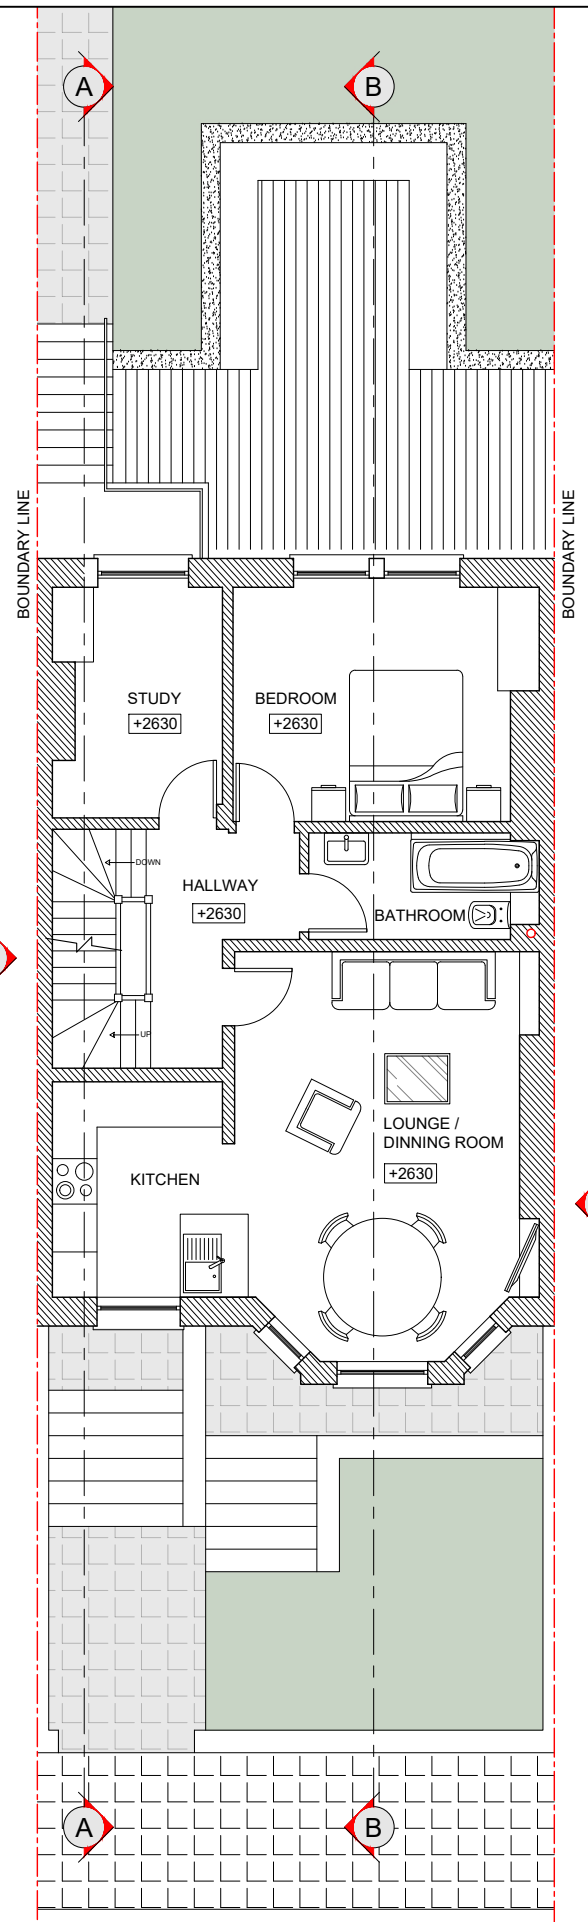 A
B
BOUNDARY LINE
BOUNDARY LINE
STUDY
+2630
BEDROOM
+2630
DOWN
HALLWAY
+2630
BATHROOM
UP
LOUNGE /
DINNING ROOM
+2630
KITCHEN
A
B